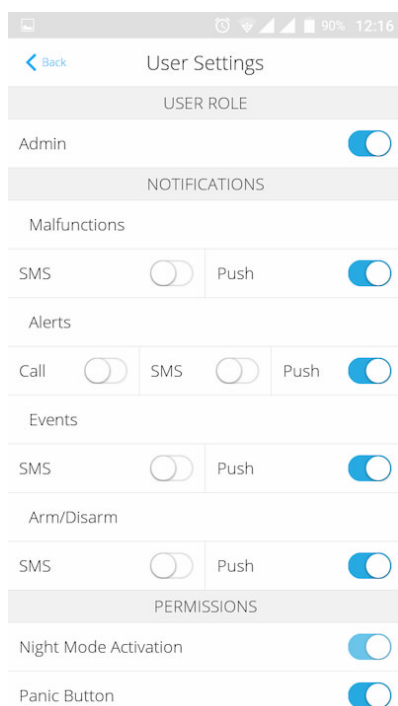 90% 12:16
Back User Settings
USER ROLE
Admin
NOTIFICATIONS
Malfunctions
SMS Push
Alerts
Call SMS Push
Events
SMS Push
Arm/Disarm
SMS Push
PERMISSIONS
Night Mode Activation
Panic Button